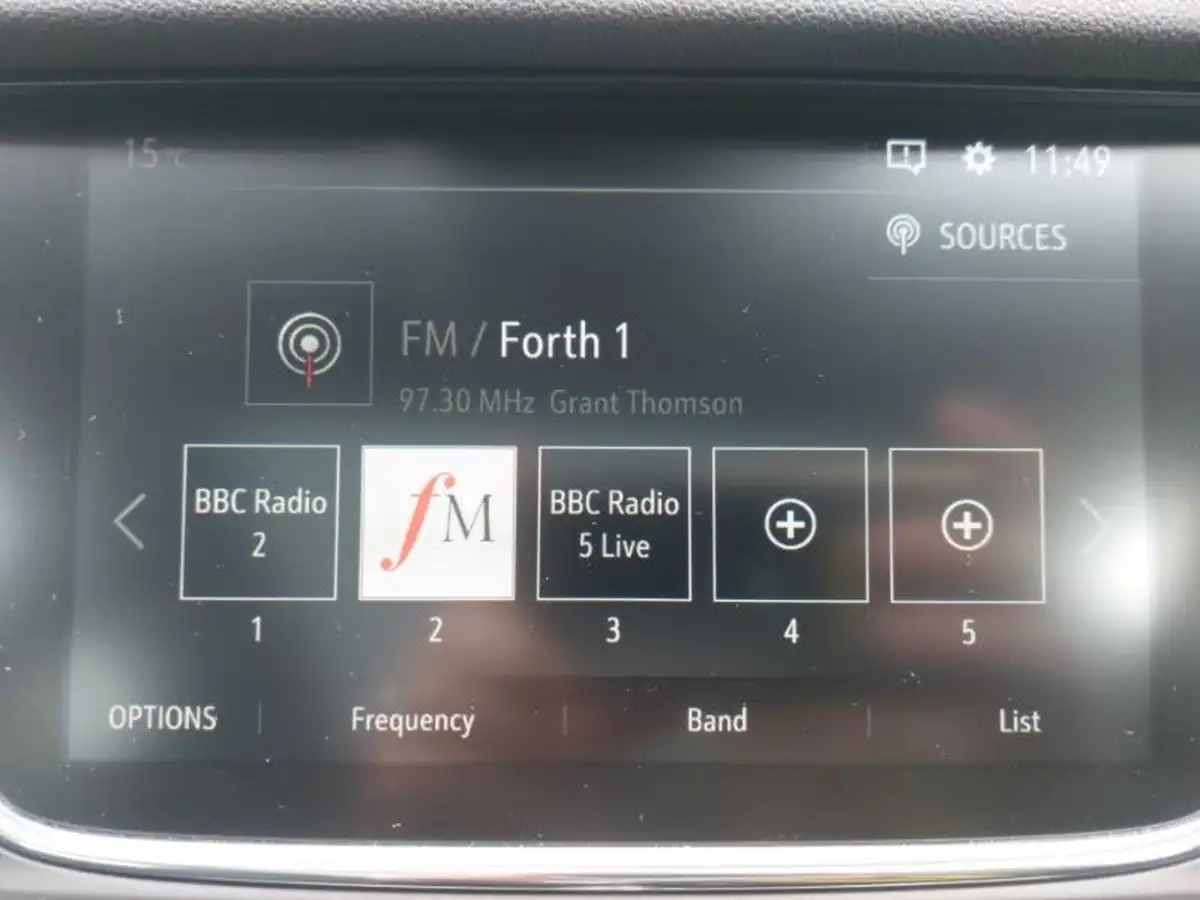 15°C 11:49
SOURCES
FM / Forth 1
97.30 MHz Grant Thomson
BBC Radio
2
fM
BBC Radio
5 Live
1 2 3 4 5
OPTIONS Frequency Band List